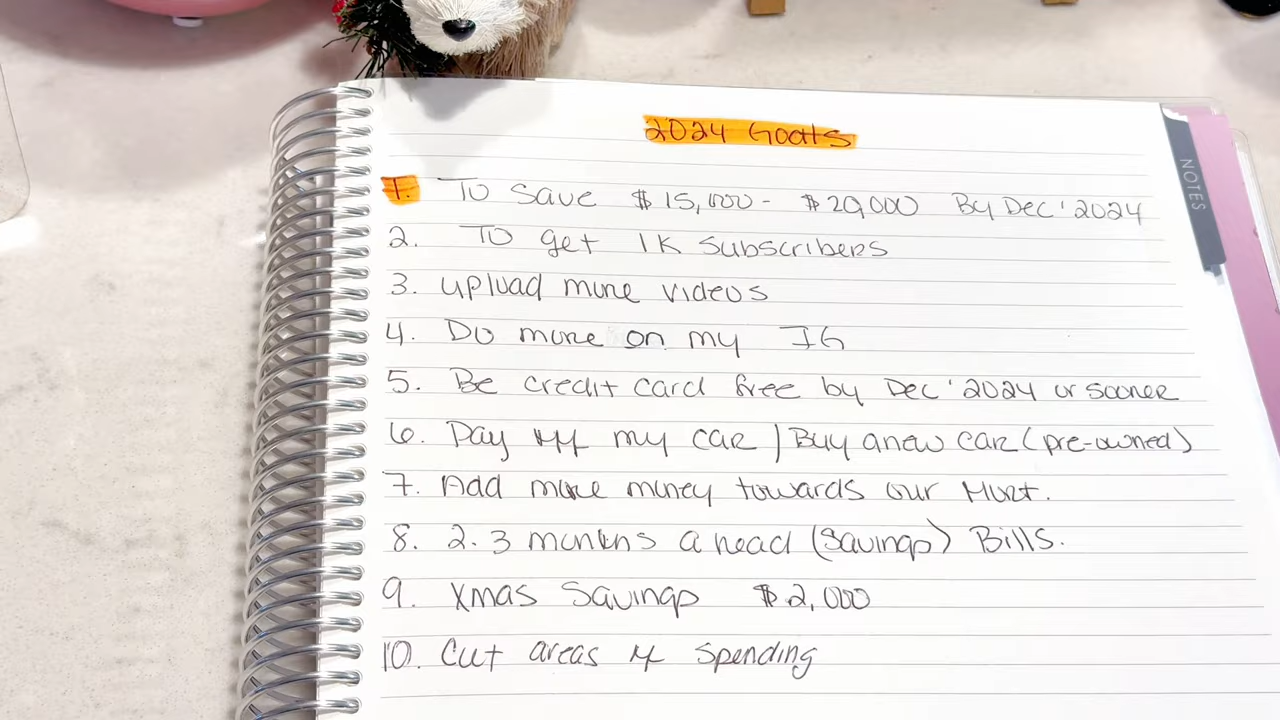 2024 Goals
1. To Save $15,000 - $20,000 By Dec '2024
2. To get 1K Subscribers
3. upload more videos
4. Do more on my IG
5. Be credit card free by Dec '2024 or sooner
6. Pay off my car / Buy a new car (pre-owned)
7. Add more money towards our Mort.
8. 2-3 months ahead (savings) Bills.
9. Xmas Savings $2,000
10. Cut areas of spending
NOTES